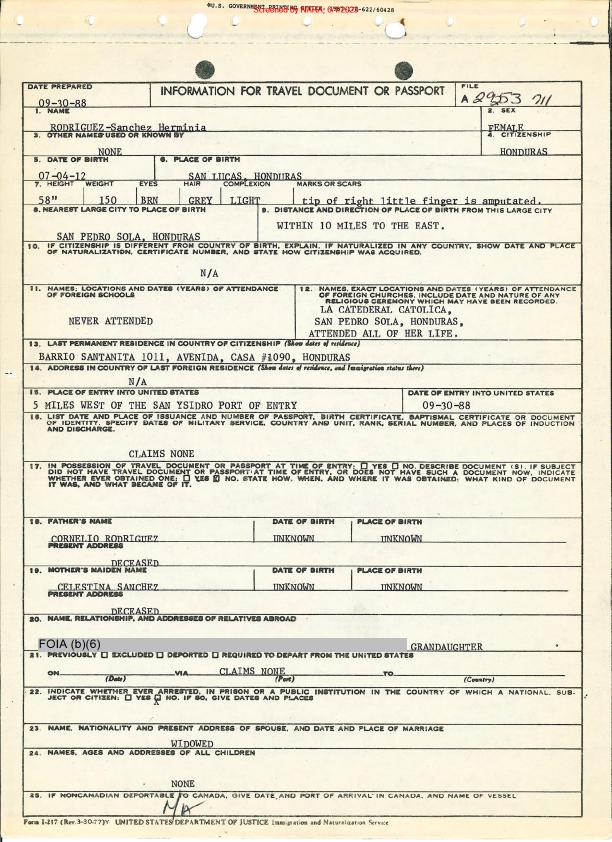 U.S. GOVERNMENT PRINTING OFFICE: -622/60428
Screened by NARA,
DATE PREPARED
09-30-88
INFORMATION FOR TRAVEL DOCUMENT OR PASSPORT
FILE
A 2953 711
1. NAME
RODRIGUEZ-Sanchez Herminia
2. SEX
FEMALE
3. OTHER NAMES USED OR KNOWN BY
NONE
4. CITIZENSHIP
HONDURAS
5. DATE OF BIRTH
07-04-12
6. PLACE OF BIRTH
SAN LUCAS, HONDURAS
7. HEIGHT WEIGHT EYES HAIR COMPLEXION MARKS OR SCARS
58" 150 BRN GREY LIGHT tip of right little finger is amputated.
8. NEAREST LARGE CITY TO PLACE OF BIRTH
SAN PEDRO SOLA, HONDURAS
9. DISTANCE AND DIRECTION OF PLACE OF BIRTH FROM THIS LARGE CITY
WITHIN 10 MILES TO THE EAST.
10. IF CITIZENSHIP IS DIFFERENT FROM COUNTRY OF BIRTH, EXPLAIN, IF NATURALIZED IN ANY COUNTRY, SHOW DATE AND PLACE
OF NATURALIZATION, CERTIFICATE NUMBER, AND STATE HOW CITIZENSHIP WAS ACQUIRED.
N/A
11. NAMES; LOCATIONS AND DATES (YEARS) OF ATTENDANCE
OF FOREIGN SCHOOLS
NEVER ATTENDED
12. NAMES, EXACT LOCATIONS AND DATES (YEARS) OF ATTENDANCE
OF FOREIGN CHURCHES, INCLUDE DATE AND NATURE OF ANY
RELIGIOUS CEREMONY WHICH MAY HAVE BEEN RECORDED.
LA CATEDERAL CATOLICA,
SAN PEDRO SOLA, HONDURAS,
ATTENDED ALL OF HER LIFE.
13. LAST PERMANENT RESIDENCE IN COUNTRY OF CITIZENSHIP (Show dates of residence)
BARRIO SANTANITA 1011, AVENIDA, CASA #1090, HONDURAS
14. ADDRESS IN COUNTRY OF LAST FOREIGN RESIDENCE (Show dates of residence, and Immigration status there)
N/A
15. PLACE OF ENTRY INTO UNITED STATES
5 MILES WEST OF THE SAN YSIDRO PORT OF ENTRY
DATE OF ENTRY INTO UNITED STATES
09-30-88
16. LIST DATE AND PLACE OF ISSUANCE AND NUMBER OF PASSPORT, BIRTH CERTIFICATE, BAPTISMAL CERTIFICATE OR DOCUMENT
OF IDENTITY. SPECIFY DATES OF MILITARY SERVICE, COUNTRY AND UNIT, RANK, SERIAL NUMBER, AND PLACES OF INDUCTION
AND DISCHARGE.
CLAIMS NONE
17. IN POSSESSION OF TRAVEL DOCUMENT OR PASSPORT AT TIME OF ENTRY: ☐ YES ☐ NO. DESCRIBE DOCUMENT (S). IF SUBJECT
DID NOT HAVE TRAVEL DOCUMENT OR PASSPORT AT TIME OF ENTRY, OR DOES NOT HAVE SUCH A DOCUMENT NOW, INDICATE
WHETHER EVER OBTAINED ONE: ☐ YES ☒ NO. STATE HOW, WHEN, AND WHERE IT WAS OBTAINED: WHAT KIND OF DOCUMENT
IT WAS, AND WHAT BECAME OF IT.
18. FATHER'S NAME
CORNELIO RODRIGUEZ
DATE OF BIRTH
UNKNOWN
PLACE OF BIRTH
UNKNOWN
PRESENT ADDRESS
DECEASED
19. MOTHER'S MAIDEN NAME
CELESTINA SANCHEZ
DATE OF BIRTH
UNKNOWN
PLACE OF BIRTH
UNKNOWN
PRESENT ADDRESS
DECEASED
20. NAME, RELATIONSHIP, AND ADDRESSES OF RELATIVES ABROAD
FOIA (b)(6) GRANDAUGHTER
21. PREVIOUSLY ☐ EXCLUDED ☐ DEPORTED ☐ REQUIRED TO DEPART FROM THE UNITED STATES
ON VIA CLAIMS NONE TO
(Date) (Port) (Country)
22. INDICATE WHETHER EVER ARRESTED, IN PRISON OR A PUBLIC INSTITUTION IN THE COUNTRY OF WHICH A NATIONAL, SUB-
JECT OR CITIZEN: ☐ YES ☒ NO. IF SO, GIVE DATES AND PLACES
23. NAME, NATIONALITY AND PRESENT ADDRESS OF SPOUSE, AND DATE AND PLACE OF MARRIAGE
WIDOWED
24. NAMES, AGES AND ADDRESSES OF ALL CHILDREN
NONE
25. IF NONCANADIAN DEPORTABLE TO CANADA, GIVE DATE AND PORT OF ARRIVAL IN CANADA, AND NAME OF VESSEL
N/A
Form I-217 (Rev. 3-30-77)Y UNITED STATES DEPARTMENT OF JUSTICE Immigration and Naturalization Service